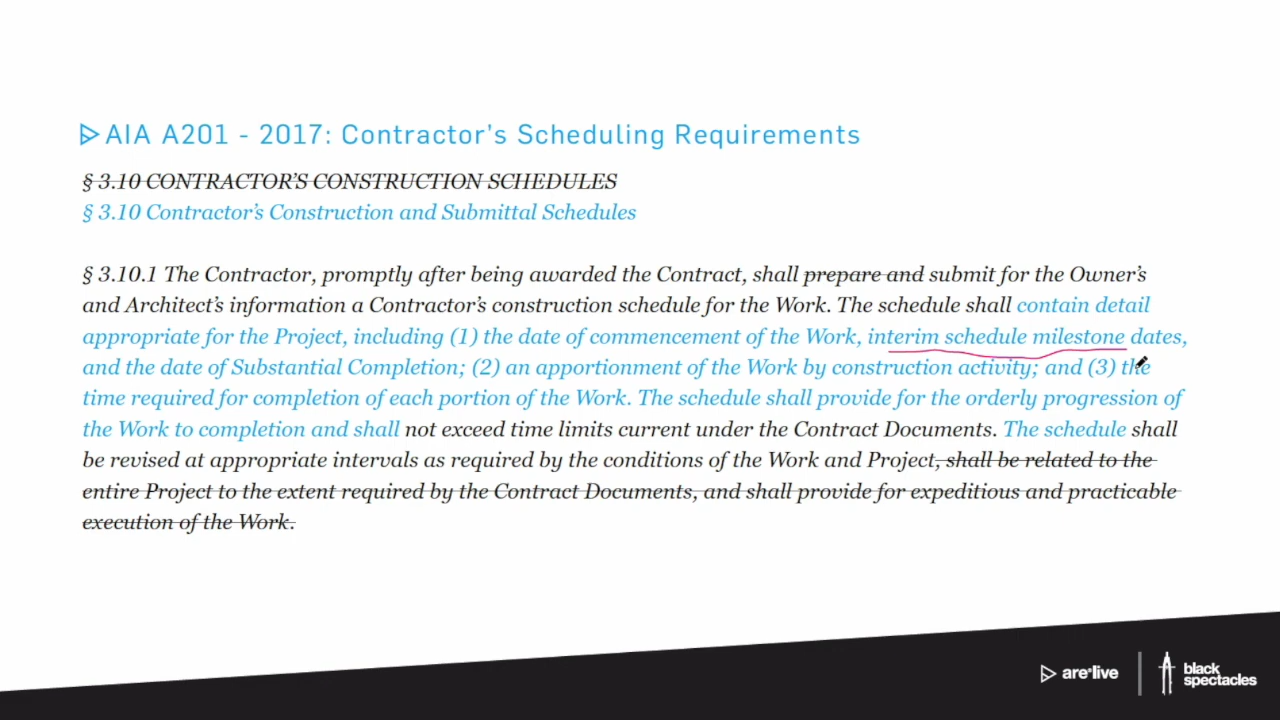 AIA A201 - 2017: Contractor's Scheduling Requirements
§ 3.10 CONTRACTOR'S CONSTRUCTION SCHEDULES
§ 3.10 Contractor's Construction and Submittal Schedules
§ 3.10.1 The Contractor, promptly after being awarded the Contract, shall prepare and submit for the Owner's
and Architect's information a Contractor's construction schedule for the Work. The schedule shall contain detail
appropriate for the Project, including (1) the date of commencement of the Work, interim schedule milestone dates,
and the date of Substantial Completion; (2) an apportionment of the Work by construction activity; and (3) the
time required for completion of each portion of the Work. The schedule shall provide for the orderly progression of
the Work to completion and shall not exceed time limits current under the Contract Documents. The schedule shall
be revised at appropriate intervals as required by the conditions of the Work and Project, shall be related to the
entire Project to the extent required by the Contract Documents, and shall provide for expeditious and practicable
execution of the Work.
are live
black
spectacles